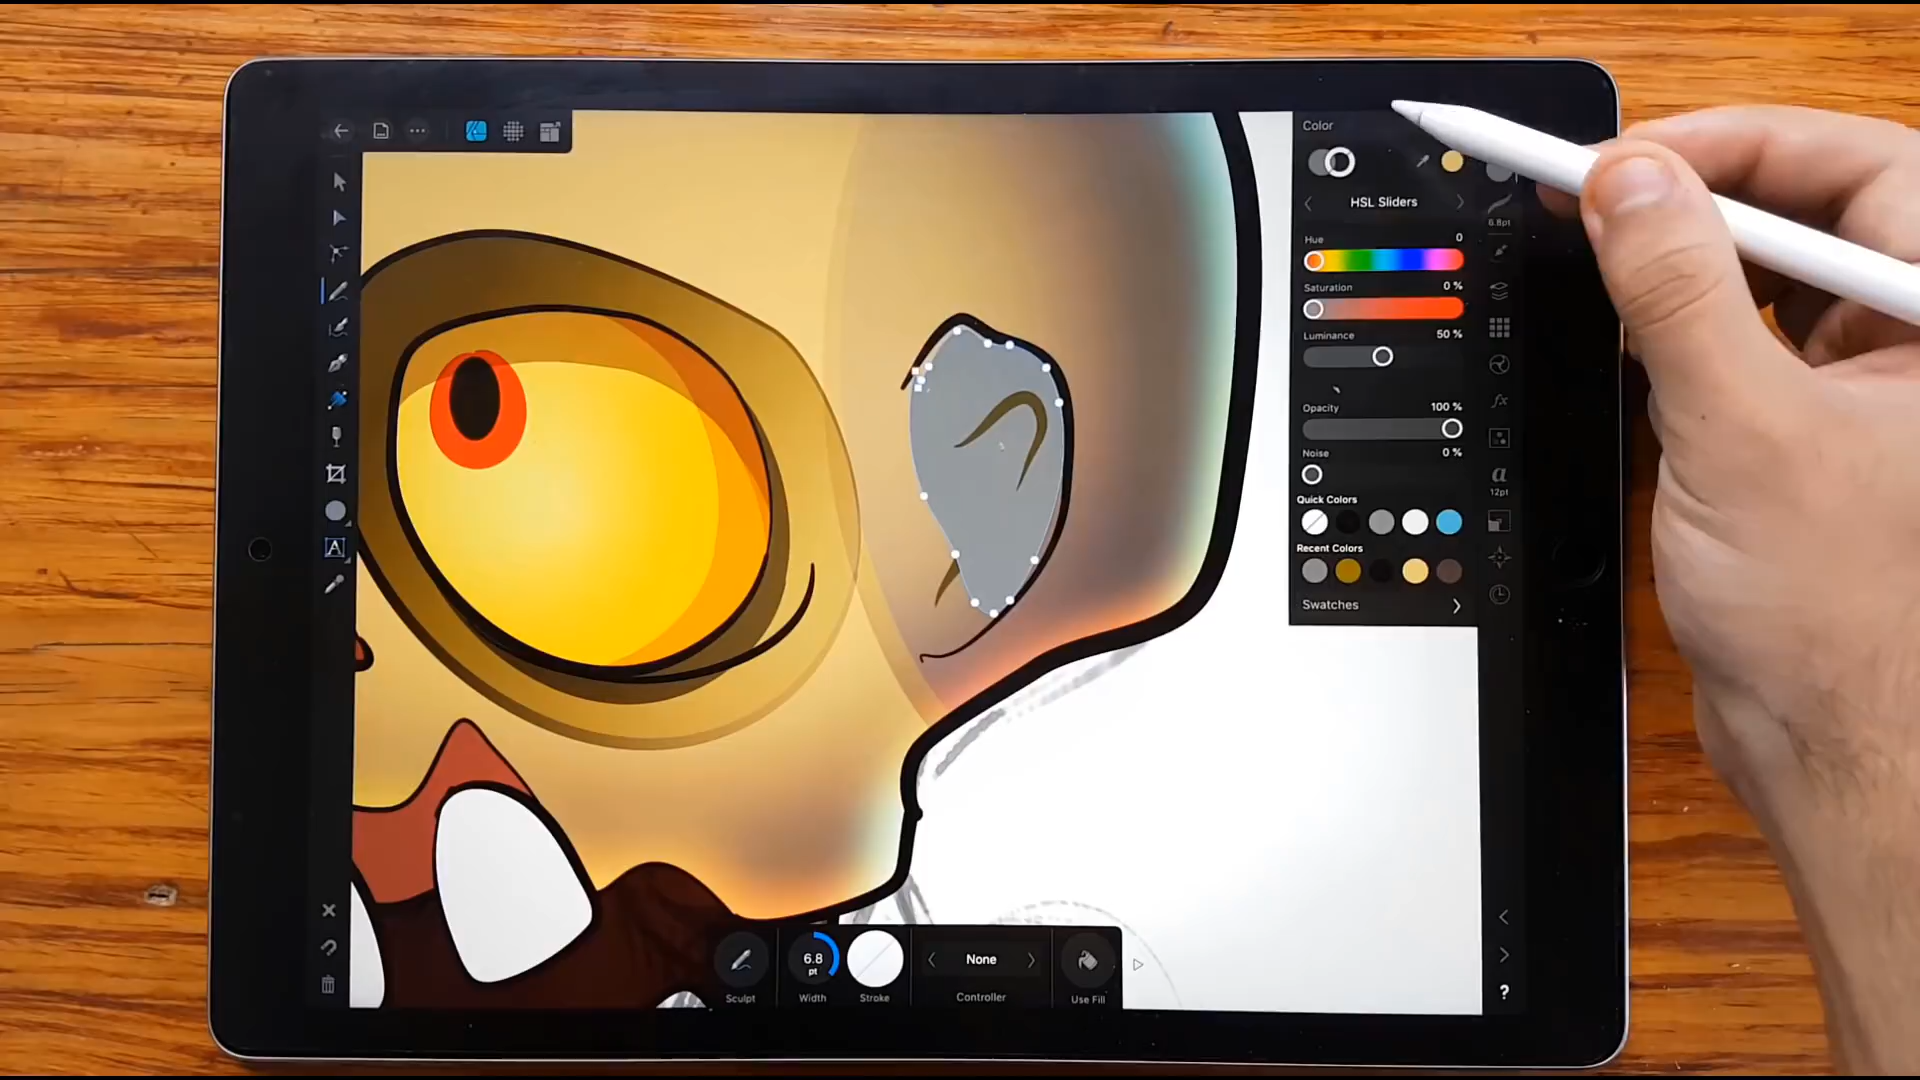 Color
HSL Sliders
6.8pt
Hue 0
Saturation 0 %
Luminance 50 %
Opacity 100 %
fx
Noise 0 %
a
12pt
Quick Colors
A
Recent Colors
Swatches
6.8
pt
None
?
Sculpt
Width
Stroke
Controller
Use Fill